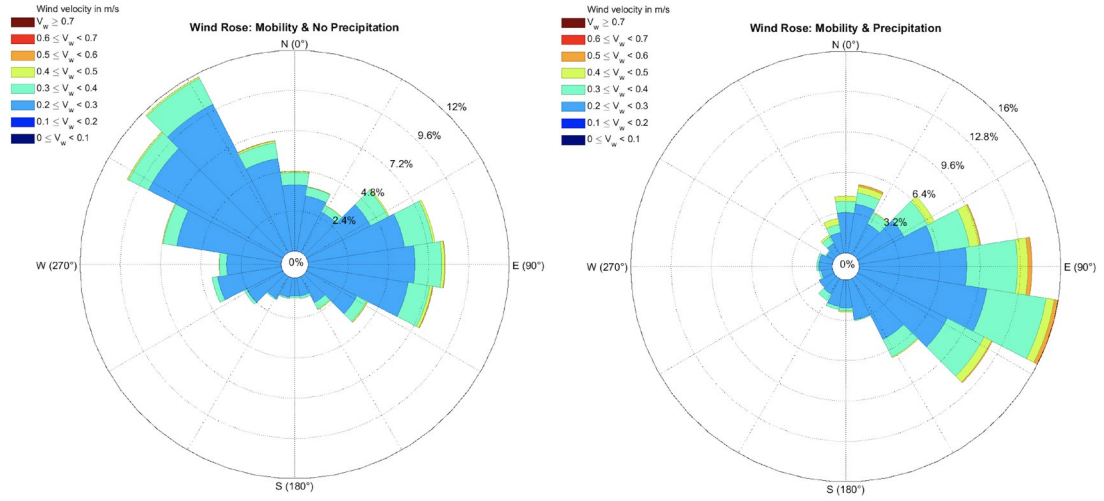 Wind velocity in m/s
V_w ≥ 0.7
0.6 ≤ V_w < 0.7
0.5 ≤ V_w < 0.6
0.4 ≤ V_w < 0.5
0.3 ≤ V_w < 0.4
0.2 ≤ V_w < 0.3
0.1 ≤ V_w < 0.2
0 ≤ V_w < 0.1
Wind Rose: Mobility & No Precipitation
N (0°)
12%
9.6%
7.2%
4.8%
2.4%
0%
W (270°)
E (90°)
S (180°)
Wind velocity in m/s
V_w ≥ 0.7
0.6 ≤ V_w < 0.7
0.5 ≤ V_w < 0.6
0.4 ≤ V_w < 0.5
0.3 ≤ V_w < 0.4
0.2 ≤ V_w < 0.3
0.1 ≤ V_w < 0.2
0 ≤ V_w < 0.1
Wind Rose: Mobility & Precipitation
N (0°)
16%
12.8%
9.6%
6.4%
3.2%
0%
W (270°)
E (90°)
S (180°)